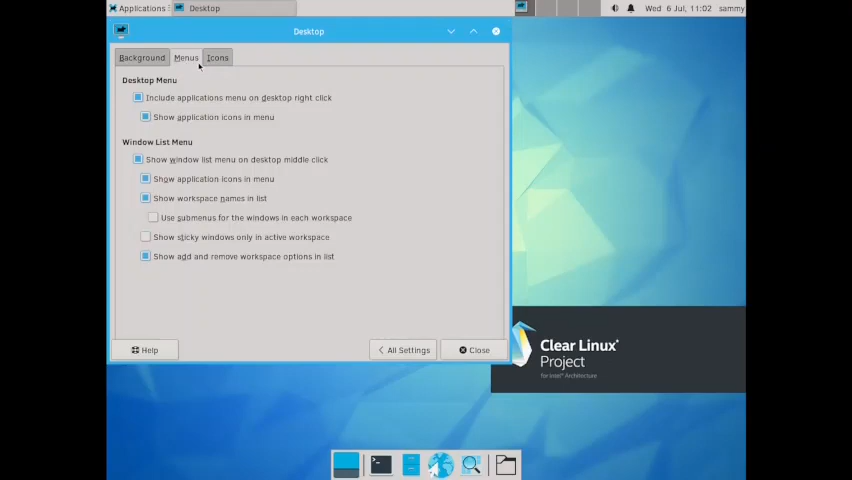 Applications
Desktop
Wed 6 Jul, 11:02 sammy
Desktop
Background Menus Icons
Desktop Menu
Include applications menu on desktop right click
Show application icons in menu
Window List Menu
Show window list menu on desktop middle click
Show application icons in menu
Show workspace names in list
Use submenus for the windows in each workspace
Show sticky windows only in active workspace
Show add and remove workspace options in list
Help
All Settings
Close
Clear Linux*
Project
for Intel® Architecture